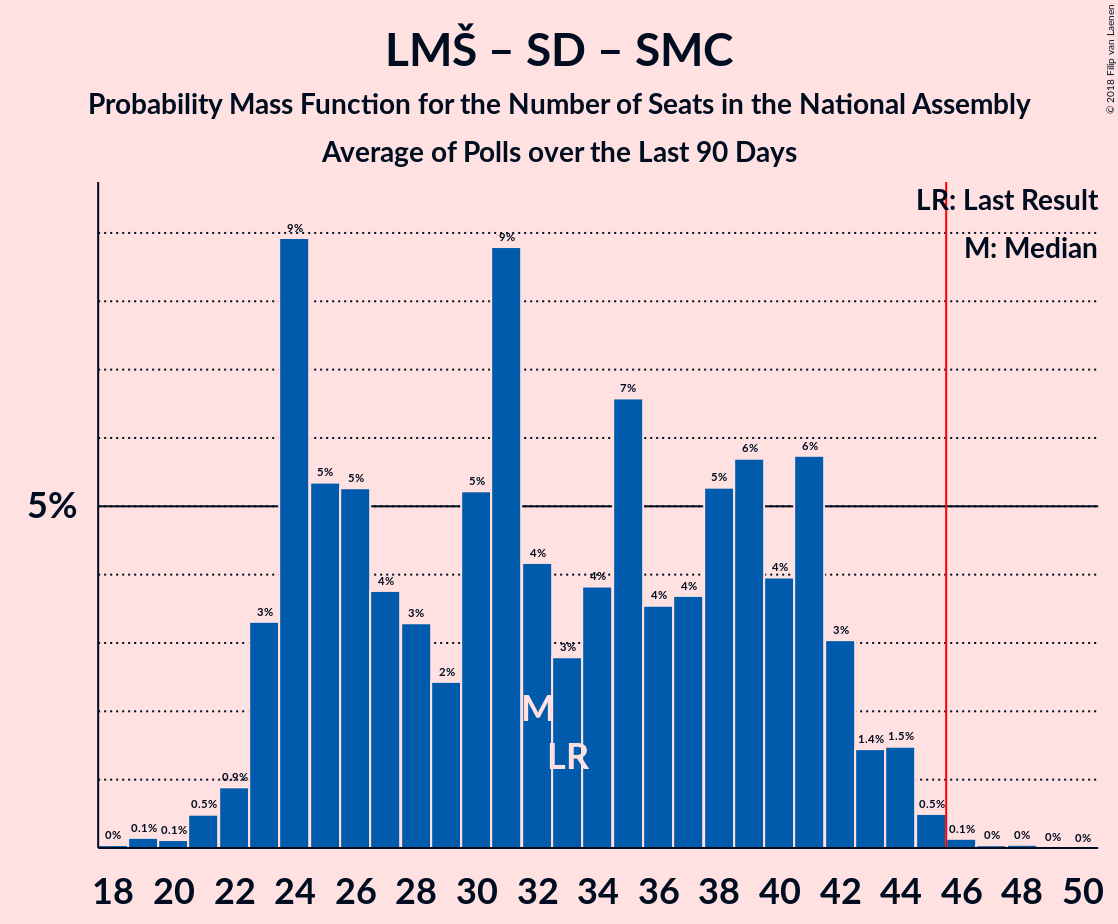 LMŠ – SD – SMC
Probability Mass Function for the Number of Seats in the National Assembly
Average of Polls over the Last 90 Days
© 2018 Filip van Laenen
LR: Last Result
M: Median
5%
0% 0.1% 0.1% 0.5% 0.9% 3% 9% 5% 5% 4% 3% 2% 5% 9% 4% 3% 4% 7% 4% 4% 5% 6% 4% 6% 3% 1.4% 1.5% 0.5% 0.1% 0% 0% 0% 0%
M
LR
18 20 22 24 26 28 30 32 34 36 38 40 42 44 46 48 50